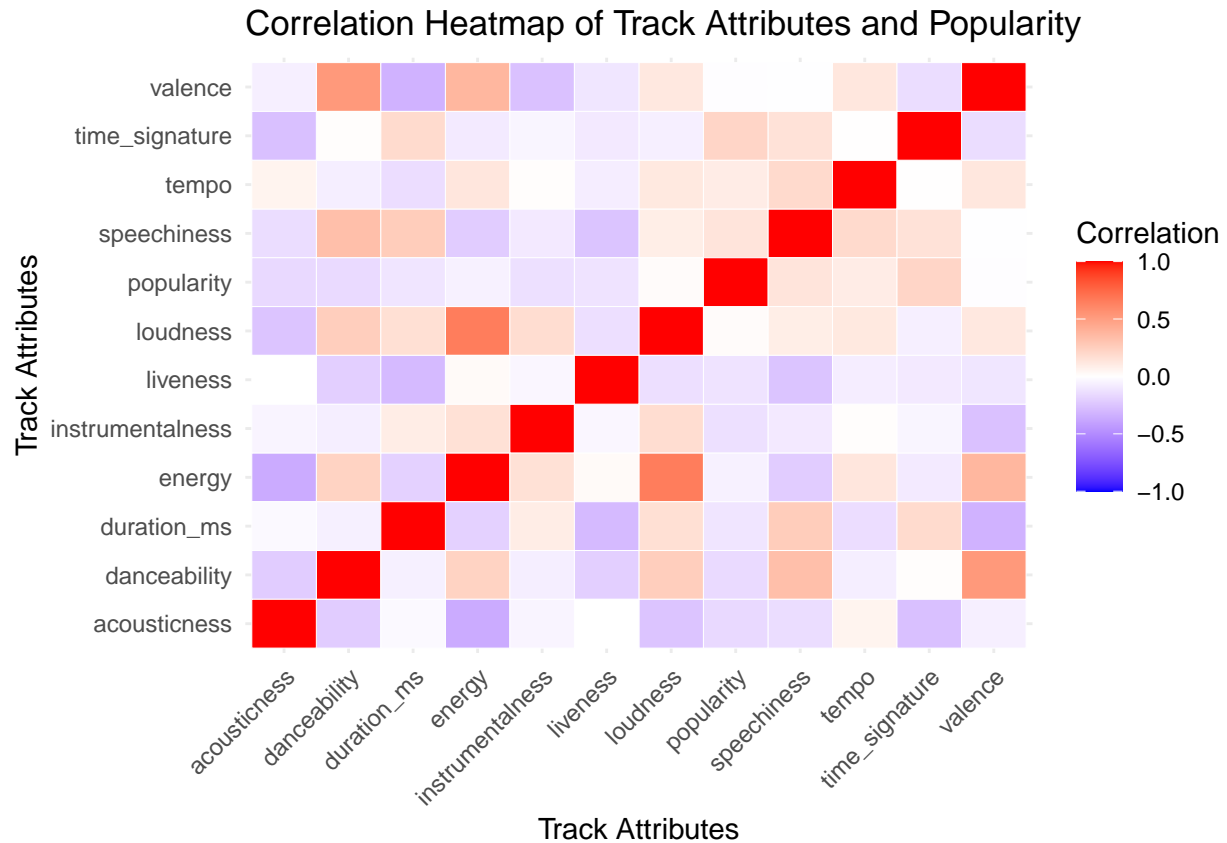 Correlation Heatmap of Track Attributes and Popularity
valence
time_signature
tempo
speechiness
popularity
loudness
liveness
instrumentalness
energy
duration_ms
danceability
acousticness
Track Attributes
acousticness
danceability
duration_ms
energy
instrumentalness
liveness
loudness
popularity
speechiness
tempo
time_signature
valence
Track Attributes
Correlation
1.0
0.5
0.0
−0.5
−1.0